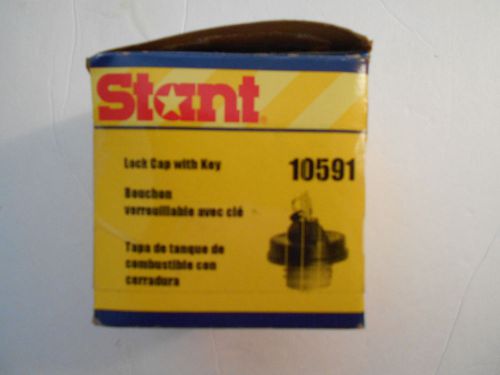 Stant
Lock Cap with Key
10591
Bouchon
verrouillable avec clé
Tapa de tanque de
combustible con
cerradura